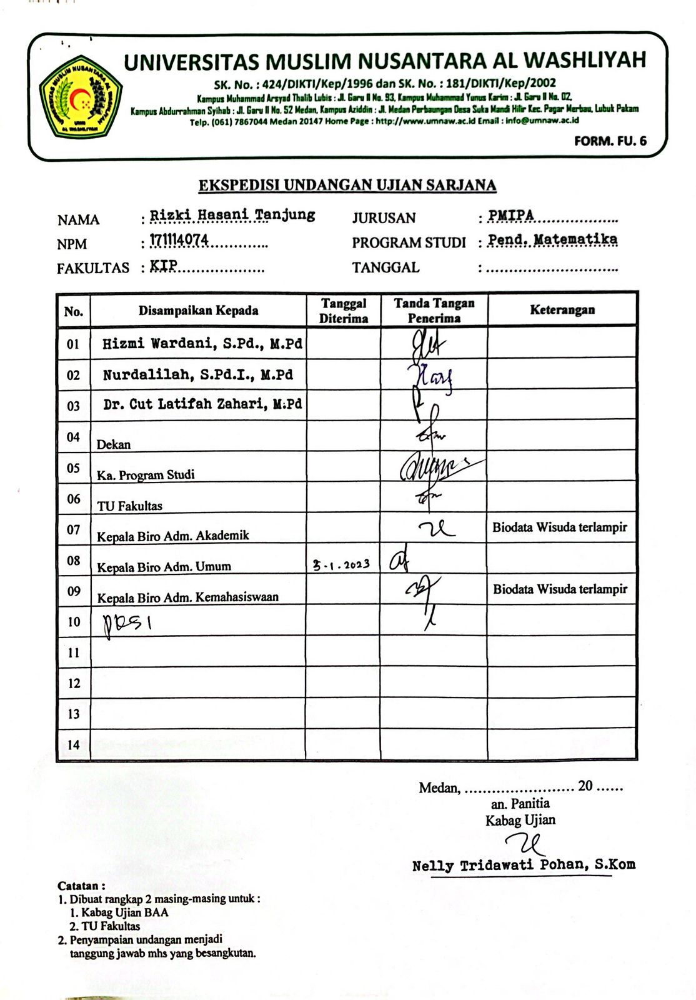 UNIVERSITAS MUSLIM NUSANTARA AL WASHLIYAH
SK. No. : 424/DIKTI/Kep/1996 dan SK. No. : 181/DIKTI/Kep/2002
Kampus Muhammad Arsyad Thalib Lubis : Jl. Garu II No. 93, Kampus Muhammad Yunus Karim : Jl. Garu II No. 02,
Kampus Abdurrahman Syihab : Jl. Garu II No. 52 Medan, Kampus Aziddin : Jl. Medan Perbaungan Desa Suka Mandi Hilir Kec. Pagar Merbau, Lubuk Pakam
Telp. (061) 7867044 Medan 20147 Home Page : http://www.umnaw.ac.id Email : info@umnaw.ac.id
UNIVERSITAS MUSLIM NUSANTARA AL WASHLIYAH
UMN
AL WASHLIYAH
FORM. FU. 6
EKSPEDISI UNDANGAN UJIAN SARJANA
NAMA : Rizki Hasani Tanjung JURUSAN : PMIPA
NPM : 171114074 PROGRAM STUDI : Pend. Matematika
FAKULTAS : KIP TANGGAL :
No. Disampaikan Kepada Tanggal Diterima Tanda Tangan Penerima Keterangan
01 Hizmi Wardani, S.Pd., M.Pd
02 Nurdalilah, S.Pd.I., M.Pd
03 Dr. Cut Latifah Zahari, M.Pd
04 Dekan
05 Ka. Program Studi
06 TU Fakultas
07 Kepala Biro Adm. Akademik Biodata Wisuda terlampir
08 Kepala Biro Adm. Umum 3-1.2023
09 Kepala Biro Adm. Kemahasiswaan Biodata Wisuda terlampir
10
11
12
13
14
Medan, ........................ 20 ......
an. Panitia
Kabag Ujian
Nelly Tridawati Pohan, S.Kom
Catatan :
1. Dibuat rangkap 2 masing-masing untuk :
1. Kabag Ujian BAA
2. TU Fakultas
2. Penyampaian undangan menjadi
tanggung jawab mhs yang besangkutan.